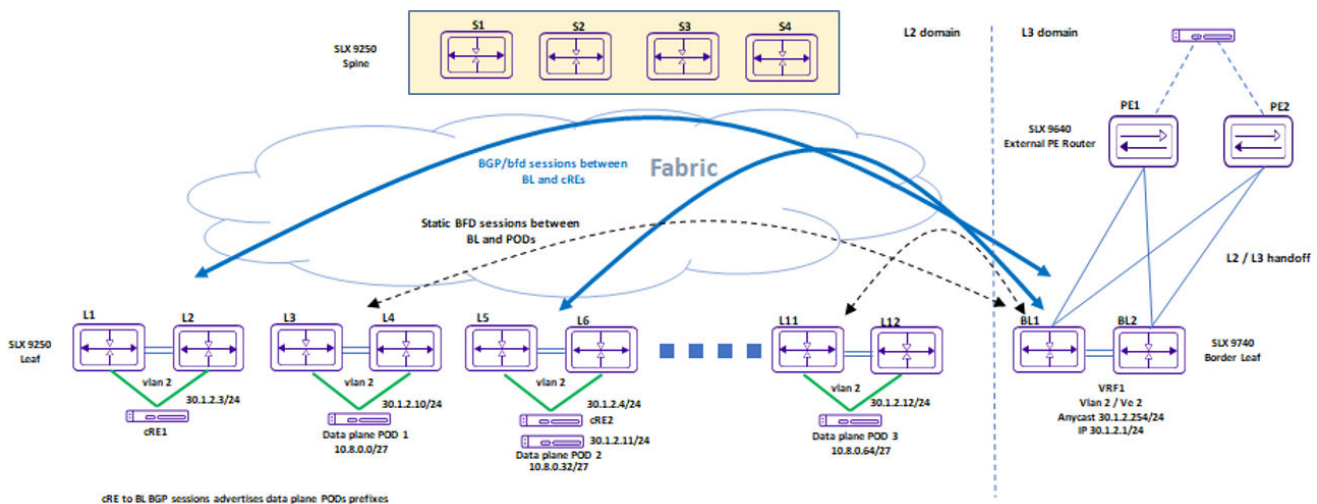 S1
S2
S3
S4
SLX 9250
Spine
L2 domain
L3 domain
PE1
PE2
SLX 9640
External PE Router
BGP/bfd sessions between
BL and cREs
Fabric
Static BFD sessions between
BL and PODs
L2 / L3 handoff
L1
L2
L3
L4
L5
L6
L11
L12
BL1
BL2
SLX 9250
Leaf
SLX 9740
Border Leaf
vlan 2
30.1.2.3/24
cRE1
vlan 2
30.1.2.10/24
Data plane POD 1
10.8.0.0/27
vlan 2
30.1.2.4/24
cRE2
30.1.2.11/24
Data plane POD 2
10.8.0.32/27
vlan 2
30.1.2.12/24
Data plane POD 3
10.8.0.64/27
VRF1
Vlan 2 / Ve 2
Anycast 30.1.2.254/24
IP 30.1.2.1/24
cRE to BL BGP sessions advertises data plane PODs prefixes